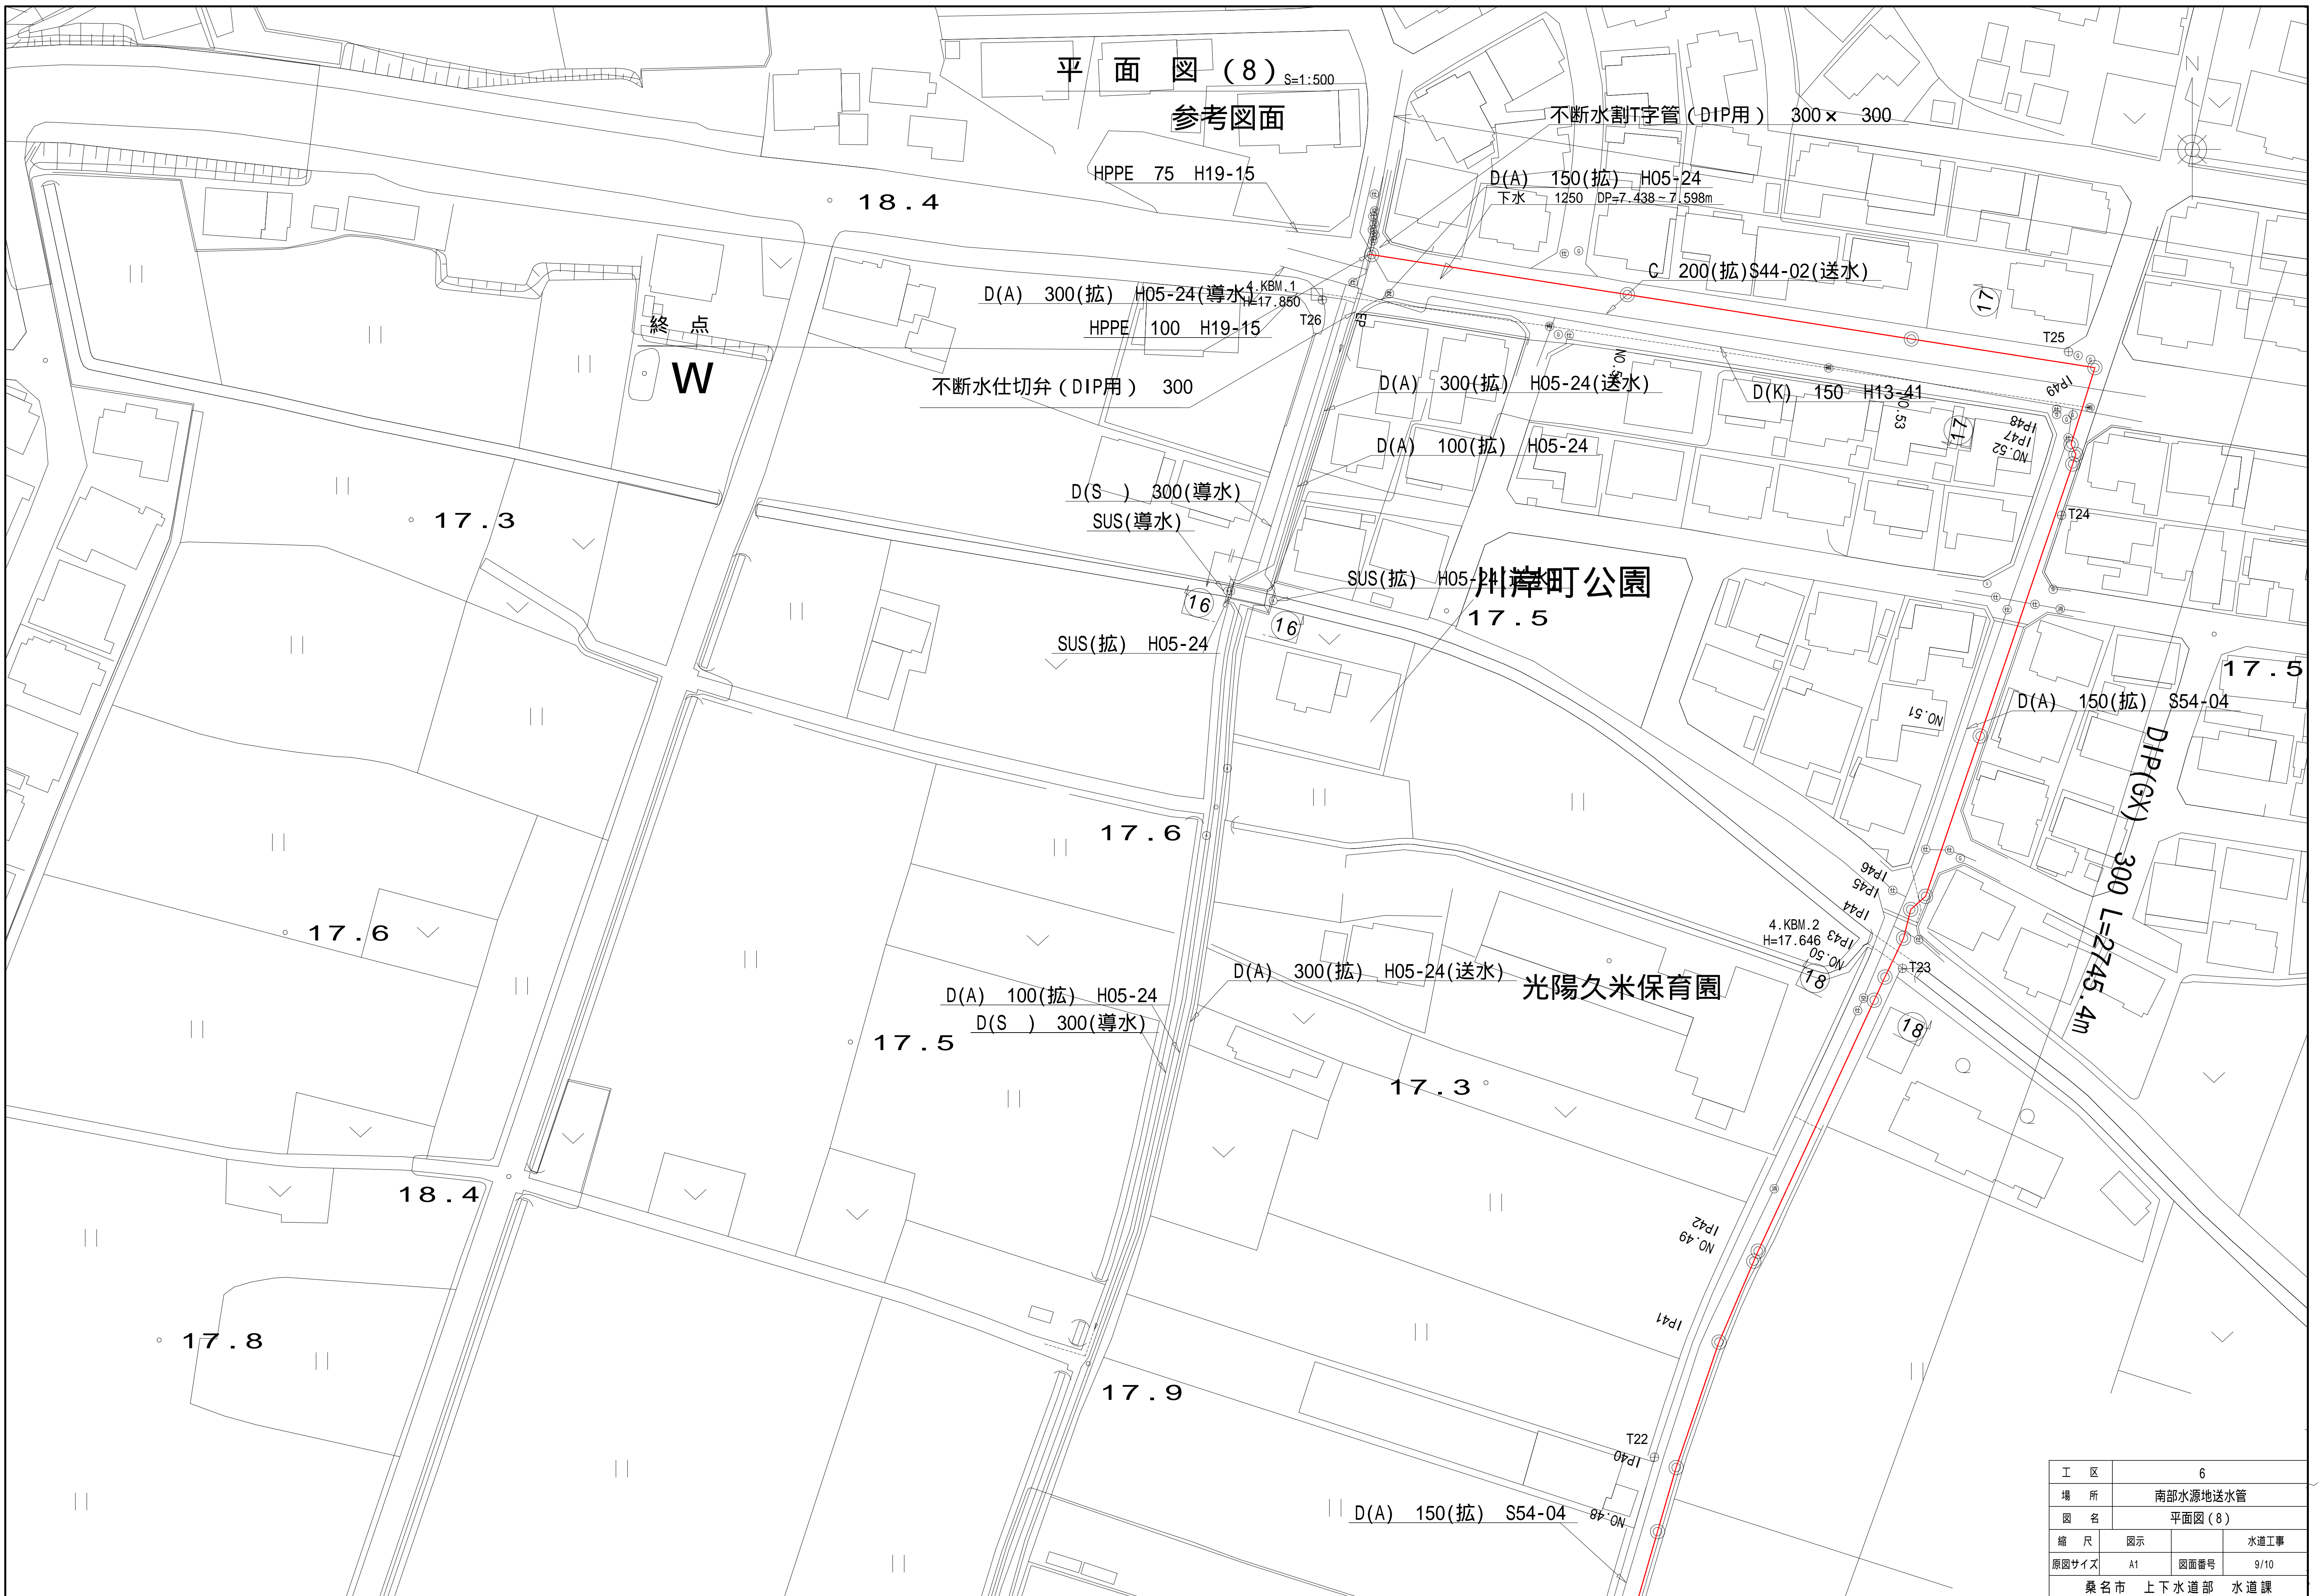 平 面 図 (8) S=1:500
参考図面
不断水割T字管(DIP用) 300× 300
HPPE 75 H19-15
D(A) 150(拡) H05-24
下水 1250 DP=7.438~7.598m
N
18.4
C 200(拡)S44-02(送水)
D(A) 300(拡) H05-24(導水)
4.KBM.1
H=17.850
HPPE 100 H19-15
T26
EP
17
T25
終 点
W
不断水仕切弁(DIP用) 300
D(A) 300(拡) H05-24(送水)
D(K) 150 H13-41
IP49
NO.53
17
IP48
IP47
NO.52
D(A) 100(拡) H05-24
D(S ) 300(導水)
SUS(導水)
17.3
T24
SUS(拡) H05-24(送水)
川岸町公園
17.5
16
16
SUS(拡) H05-24
17.5
D(A) 150(拡) S54-04
NO.51
DIP(GX) 300 L=2745.4m
17.6
17.6
IP46
IP45
IP44
4.KBM.2
H=17.646
IP43
NO.50
18
T23
D(A) 300(拡) H05-24(送水)
光陽久米保育園
D(A) 100(拡) H05-24
D(S ) 300(導水)
18
17.5
17.3
18.4
IP42
NO.49
IP41
17.8
17.9
T22
IP40
D(A) 150(拡) S54-04
NO.48
工 区 6
場 所 南部水源地送水管
図 名 平面図(8)
縮 尺 図示 水道工事
原図サイズ A1 図面番号 9/10
桑名市 上下水道部 水道課